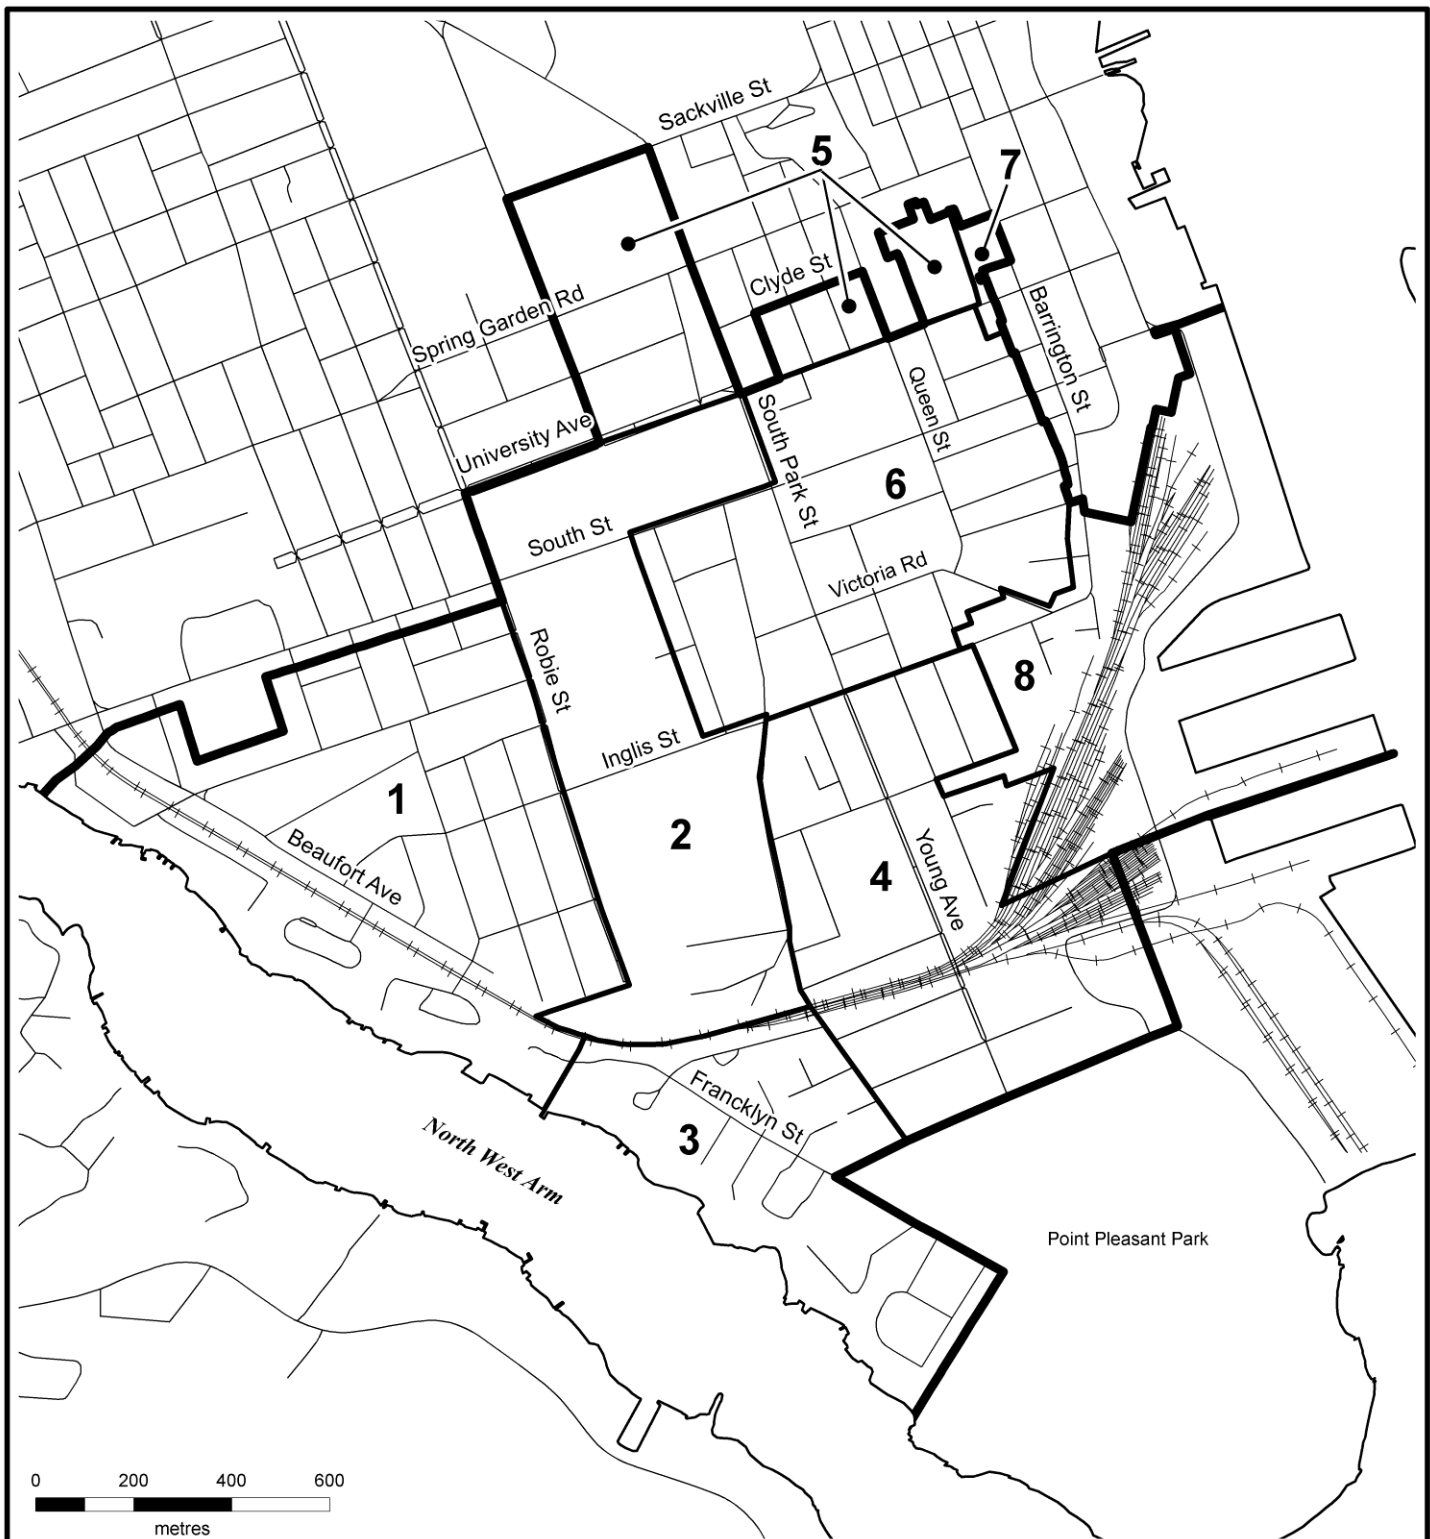 Sackville St
5
7
Clyde St
Spring Garden Rd
Barrington St
University Ave
South Park St
Queen St
6
South St
Victoria Rd
Robie St
8
Inglis St
1
2
Beaufort Ave
4
Young Ave
Francklyn St
3
North West Arm
Point Pleasant Park
0 200 400 600
metres